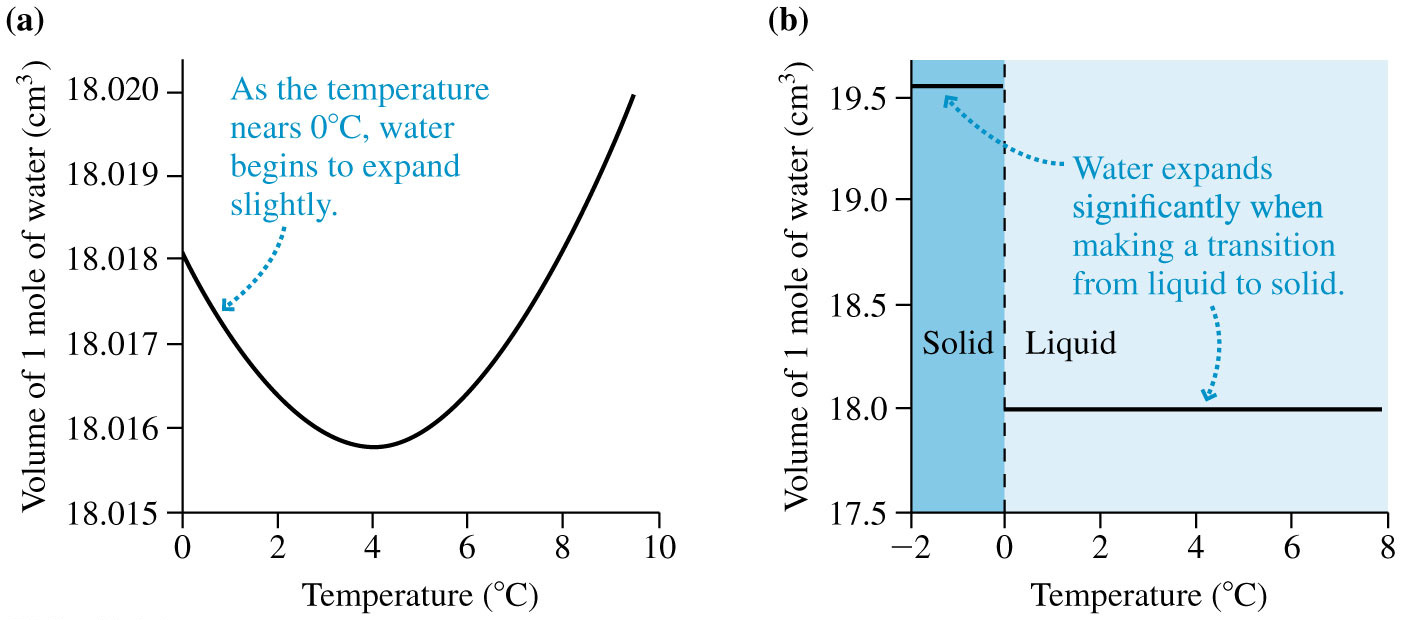 (a)
Volume of 1 mole of water (cm³)
18.020
18.019
18.018
18.017
18.016
18.015
As the temperature
nears 0°C, water
begins to expand
slightly.
0 2 4 6 8 10
Temperature (°C)
(b)
Volume of 1 mole of water (cm³)
19.5
19.0
18.5
18.0
17.5
Water expands
significantly when
making a transition
from liquid to solid.
Solid Liquid
−2 0 2 4 6 8
Temperature (°C)